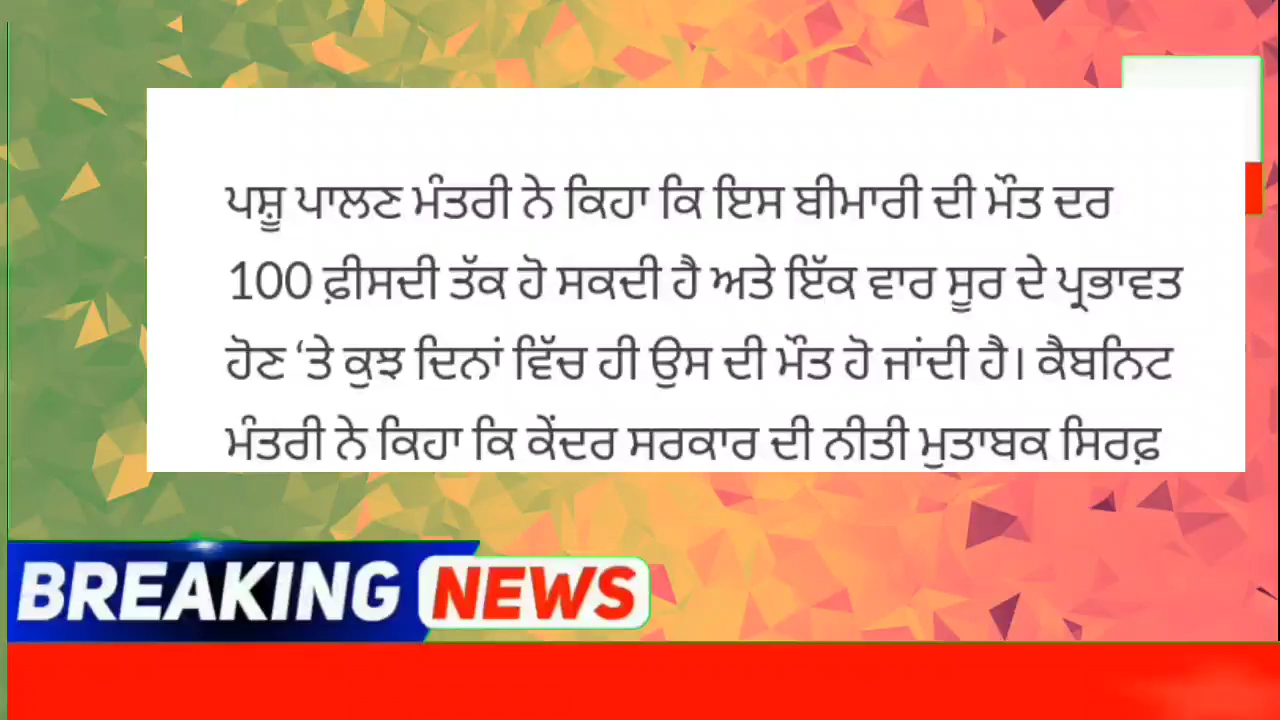 ਪਸ਼ੂ ਪਾਲਣ ਮੰਤਰੀ ਨੇ ਕਿਹਾ ਕਿ ਇਸ ਬੀਮਾਰੀ ਦੀ ਮੌਤ ਦਰ
100 ਫ਼ੀਸਦੀ ਤੱਕ ਹੋ ਸਕਦੀ ਹੈ ਅਤੇ ਇੱਕ ਵਾਰ ਸੂਰ ਦੇ ਪ੍ਰਭਾਵਤ
ਹੋਣ ‘ਤੇ ਕੁਝ ਦਿਨਾਂ ਵਿੱਚ ਹੀ ਉਸ ਦੀ ਮੌਤ ਹੋ ਜਾਂਦੀ ਹੈ। ਕੈਬਨਿਟ
ਮੰਤਰੀ ਨੇ ਕਿਹਾ ਕਿ ਕੇਂਦਰ ਸਰਕਾਰ ਦੀ ਨੀਤੀ ਮੁਤਾਬਕ ਸਿਰਫ਼
BREAKING NEWS